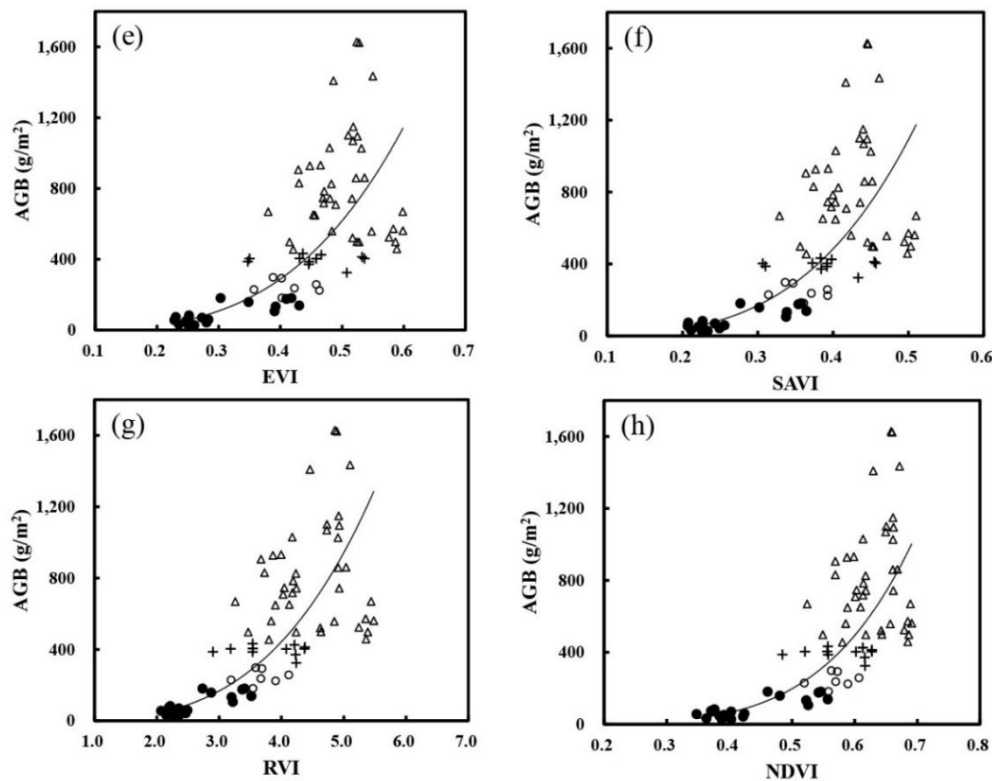 (e)
1,600
1,200
800
400
0
AGB (g/m²)
0.1 0.2 0.3 0.4 0.5 0.6 0.7
EVI
(f)
1,600
1,200
800
400
0
AGB (g/m²)
0.1 0.2 0.3 0.4 0.5 0.6
SAVI
(g)
1,600
1,200
800
400
0
AGB (g/m²)
1.0 2.0 3.0 4.0 5.0 6.0 7.0
RVI
(h)
1,600
1,200
800
400
0
AGB (g/m²)
0.2 0.3 0.4 0.5 0.6 0.7 0.8
NDVI